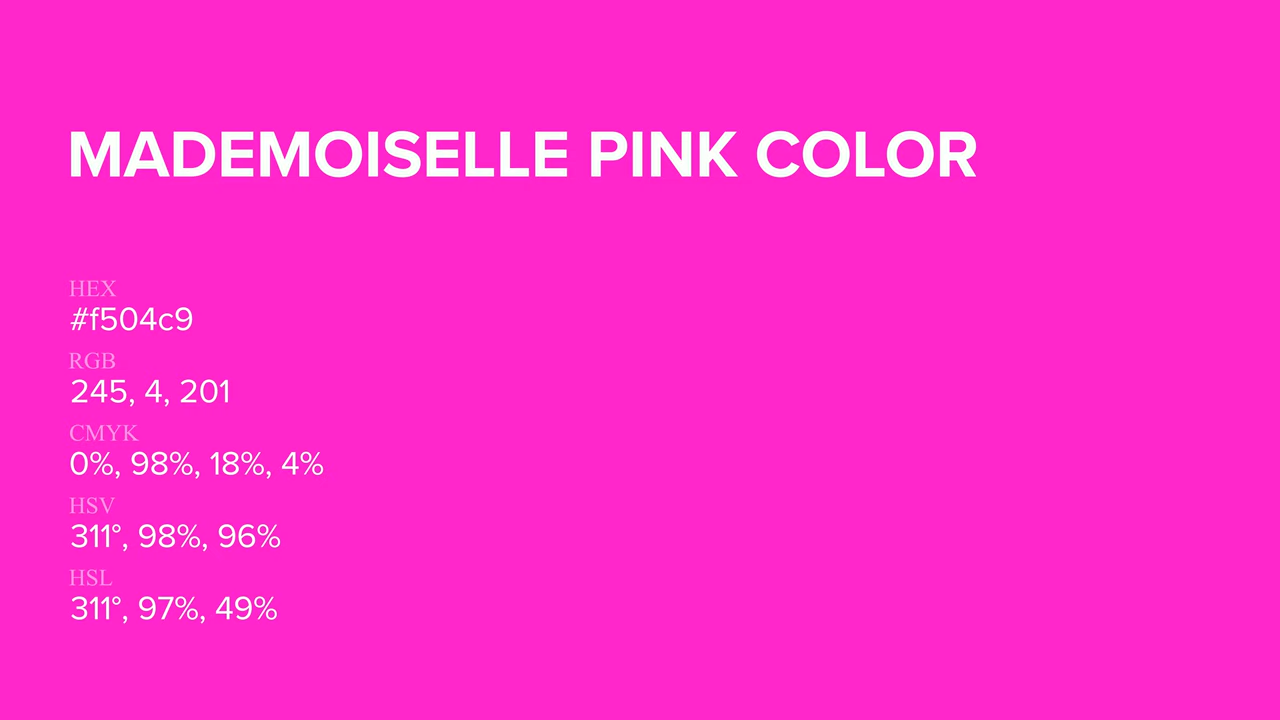 MADEMOISELLE PINK COLOR
HEX
#f504c9
RGB
245, 4, 201
CMYK
0%, 98%, 18%, 4%
HSV
311°, 98%, 96%
HSL
311°, 97%, 49%